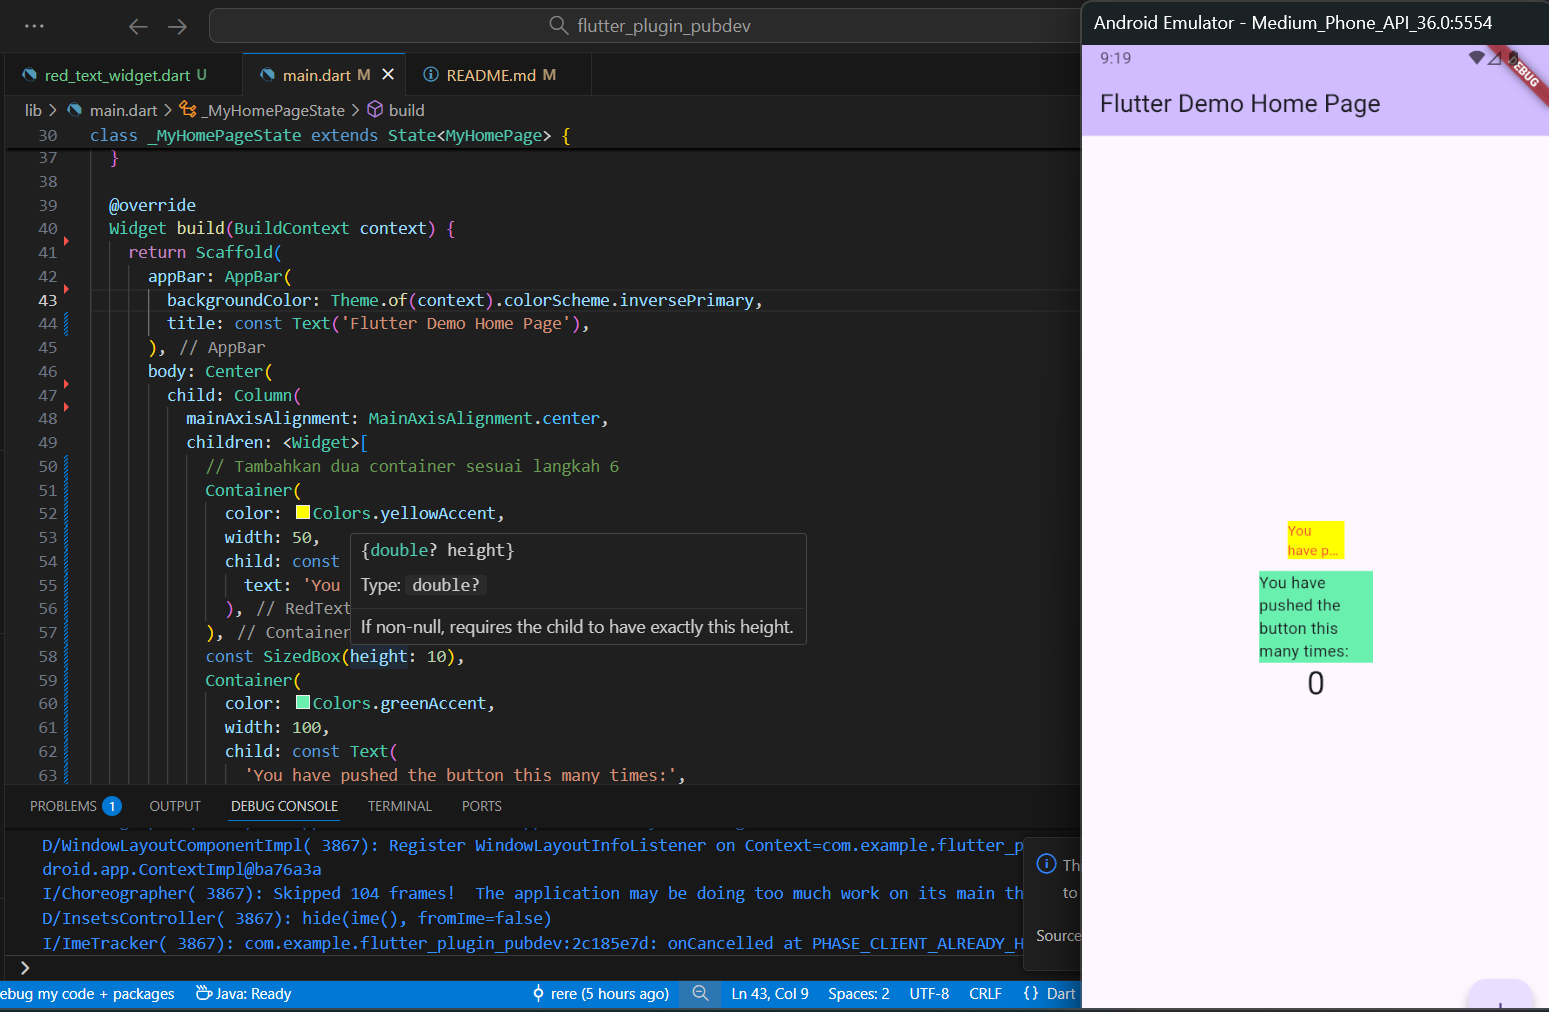 flutter_plugin_pubdev
Android Emulator - Medium_Phone_API_36.0:5554
red_text_widget.dart U
main.dart M
README.md M
lib > main.dart > _MyHomePageState > build
30 class _MyHomePageState extends State<MyHomePage> {
37 }
38
39 @override
40 Widget build(BuildContext context) {
41 return Scaffold(
42 appBar: AppBar(
43 backgroundColor: Theme.of(context).colorScheme.inversePrimary,
44 title: const Text('Flutter Demo Home Page'),
45 ), // AppBar
46 body: Center(
47 child: Column(
48 mainAxisAlignment: MainAxisAlignment.center,
49 children: <Widget>[
50 // Tambahkan dua container sesuai langkah 6
51 Container(
52 color: Colors.yellowAccent,
53 width: 50,
54 child: const
55 text: 'You
56 ), // RedText
57 ), // Container
58 const SizedBox(height: 10),
59 Container(
60 color: Colors.greenAccent,
61 width: 100,
62 child: const Text(
63 'You have pushed the button this many times:',
{double? height}
Type: double?
If non-null, requires the child to have exactly this height.
PROBLEMS 1
OUTPUT
DEBUG CONSOLE
TERMINAL
PORTS
D/WindowLayoutComponentImpl( 3867): Register WindowLayoutInfoListener on Context=com.example.flutter_p
droid.app.ContextImpl@ba76a3a
I/Choreographer( 3867): Skipped 104 frames!  The application may be doing too much work on its main th
D/InsetsController( 3867): hide(ime(), fromIme=false)
I/ImeTracker( 3867): com.example.flutter_plugin_pubdev:2c185e7d: onCancelled at PHASE_CLIENT_ALREADY_H
Th
to
Source
ebug my code + packages
Java: Ready
rere (5 hours ago)
Ln 43, Col 9
Spaces: 2
UTF-8
CRLF
{} Dart
9:19
EBUG
Flutter Demo Home Page
You
have p...
You have
pushed the
button this
many times:
0